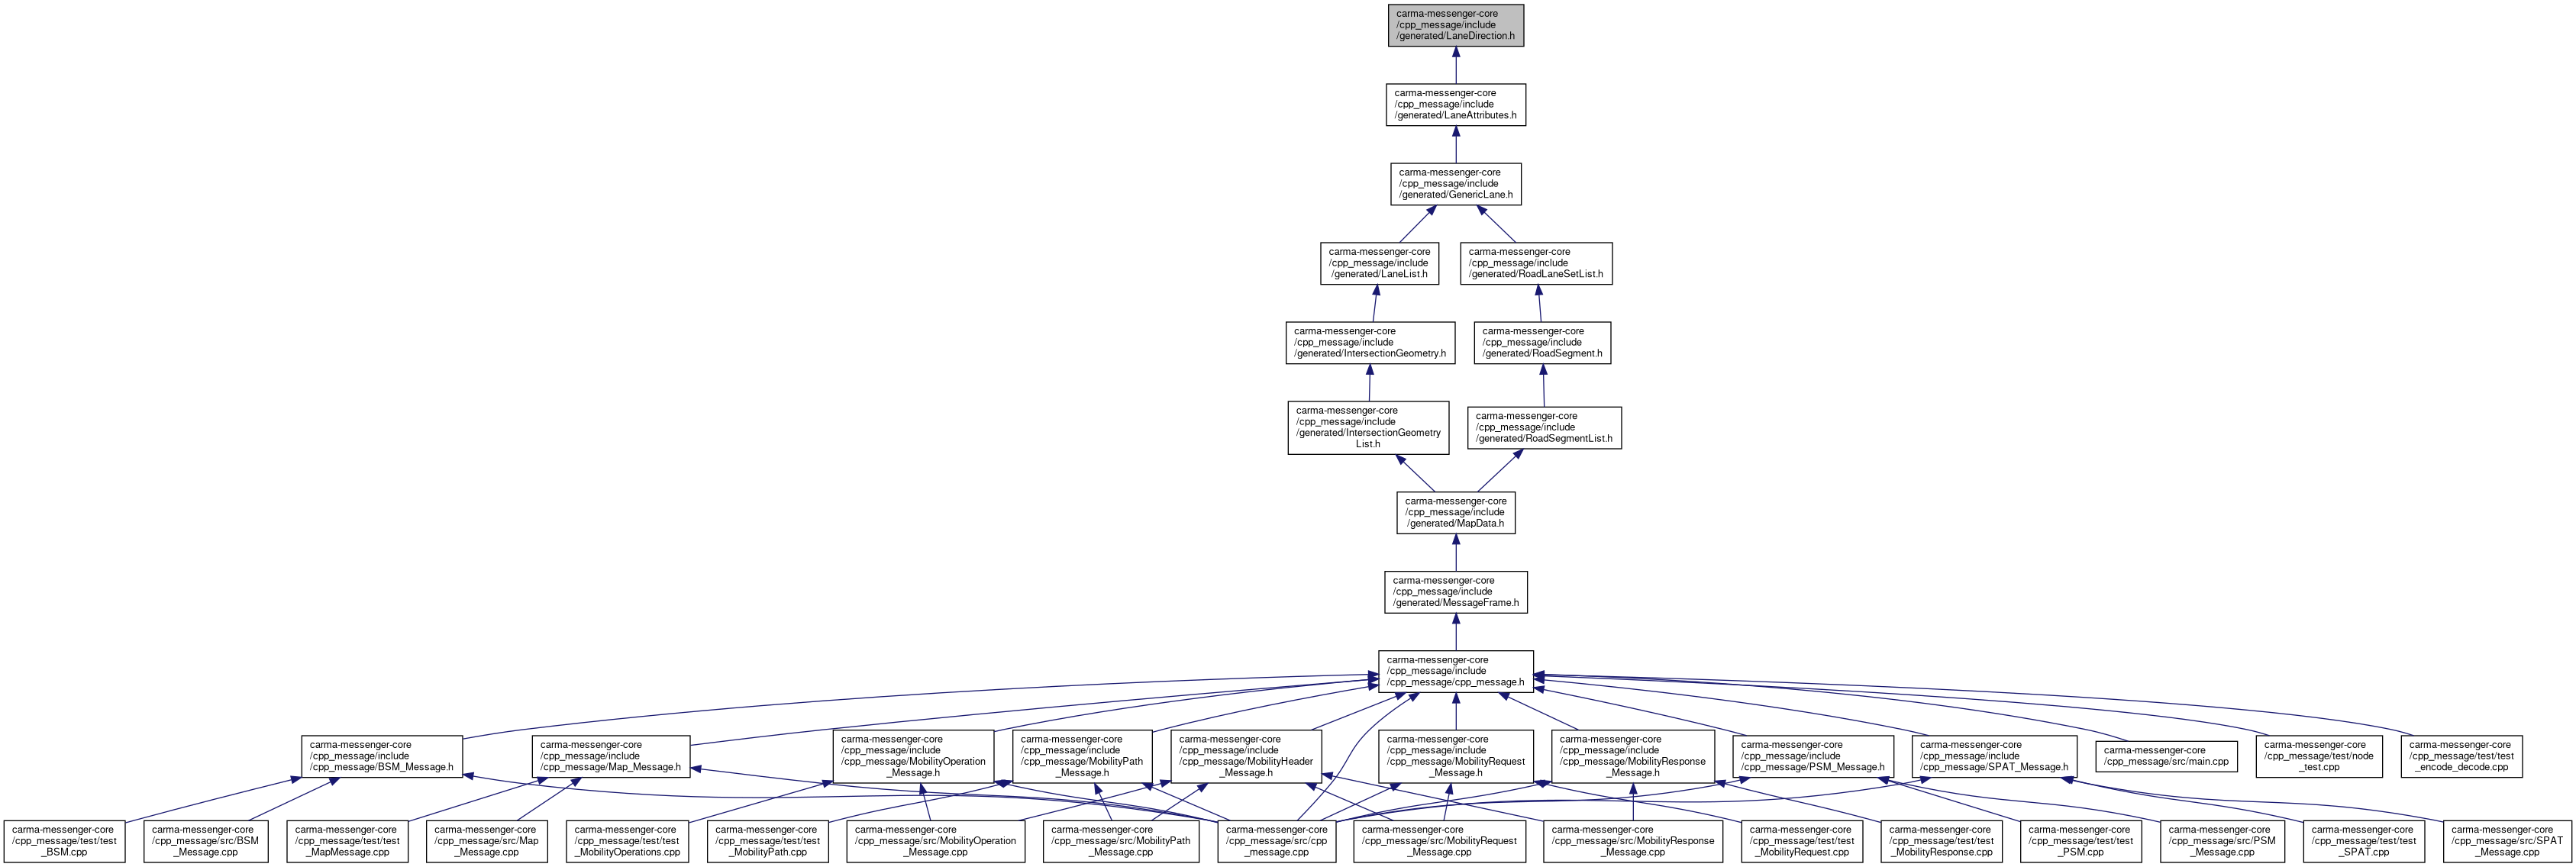 carma-messenger-core
/cpp_message/include
/generated/LaneDirection.h
carma-messenger-core
/cpp_message/include
/generated/LaneAttributes.h
carma-messenger-core
/cpp_message/include
/generated/GenericLane.h
carma-messenger-core
/cpp_message/include
/generated/LaneList.h
carma-messenger-core
/cpp_message/include
/generated/RoadLaneSetList.h
carma-messenger-core
/cpp_message/include
/generated/IntersectionGeometry.h
carma-messenger-core
/cpp_message/include
/generated/RoadSegment.h
carma-messenger-core
/cpp_message/include
/generated/IntersectionGeometry
List.h
carma-messenger-core
/cpp_message/include
/generated/RoadSegmentList.h
carma-messenger-core
/cpp_message/include
/generated/MapData.h
carma-messenger-core
/cpp_message/include
/generated/MessageFrame.h
carma-messenger-core
/cpp_message/include
/cpp_message/cpp_message.h
carma-messenger-core
/cpp_message/include
/cpp_message/BSM_Message.h
carma-messenger-core
/cpp_message/include
/cpp_message/Map_Message.h
carma-messenger-core
/cpp_message/include
/cpp_message/MobilityOperation
_Message.h
carma-messenger-core
/cpp_message/include
/cpp_message/MobilityPath
_Message.h
carma-messenger-core
/cpp_message/include
/cpp_message/MobilityHeader
_Message.h
carma-messenger-core
/cpp_message/include
/cpp_message/MobilityRequest
_Message.h
carma-messenger-core
/cpp_message/include
/cpp_message/MobilityResponse
_Message.h
carma-messenger-core
/cpp_message/include
/cpp_message/PSM_Message.h
carma-messenger-core
/cpp_message/include
/cpp_message/SPAT_Message.h
carma-messenger-core
/cpp_message/src/main.cpp
carma-messenger-core
/cpp_message/test/node
_test.cpp
carma-messenger-core
/cpp_message/test/test
_encode_decode.cpp
carma-messenger-core
/cpp_message/test/test
_BSM.cpp
carma-messenger-core
/cpp_message/src/BSM
_Message.cpp
carma-messenger-core
/cpp_message/test/test
_MapMessage.cpp
carma-messenger-core
/cpp_message/src/Map
_Message.cpp
carma-messenger-core
/cpp_message/test/test
_MobilityOperations.cpp
carma-messenger-core
/cpp_message/test/test
_MobilityPath.cpp
carma-messenger-core
/cpp_message/src/MobilityOperation
_Message.cpp
carma-messenger-core
/cpp_message/src/MobilityPath
_Message.cpp
carma-messenger-core
/cpp_message/src/cpp
_message.cpp
carma-messenger-core
/cpp_message/src/MobilityRequest
_Message.cpp
carma-messenger-core
/cpp_message/src/MobilityResponse
_Message.cpp
carma-messenger-core
/cpp_message/test/test
_MobilityRequest.cpp
carma-messenger-core
/cpp_message/test/test
_MobilityResponse.cpp
carma-messenger-core
/cpp_message/test/test
_PSM.cpp
carma-messenger-core
/cpp_message/src/PSM
_Message.cpp
carma-messenger-core
/cpp_message/test/test
_SPAT.cpp
carma-messenger-core
/cpp_message/src/SPAT
_Message.cpp